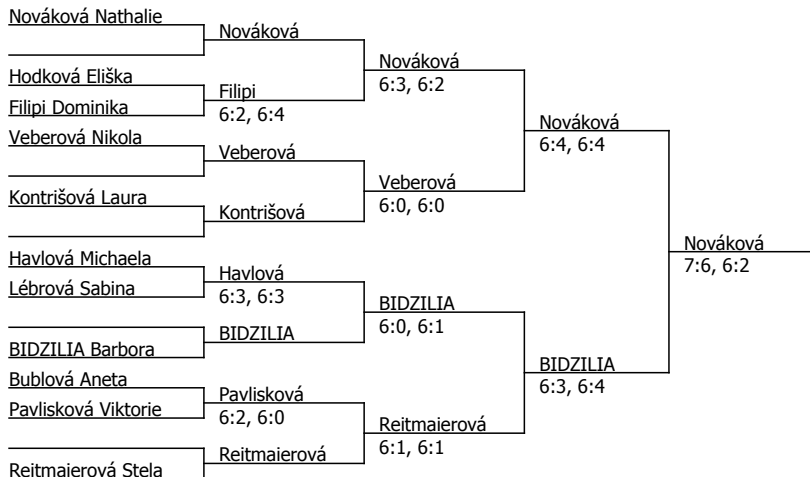 Nováková Nathalie
Hodková Eliška
Filipi Dominika
Veberová Nikola
Kontrišová Laura
Havlová Michaela
Lébrová Sabina
BIDZILIA Barbora
Bublová Aneta
Pavlisková Viktorie
Reitmaierová Stela
Nováková
Filipi
6:2, 6:4
Veberová
Kontrišová
Havlová
6:3, 6:3
BIDZILIA
Pavlisková
6:2, 6:0
Reitmaierová
Nováková
6:3, 6:2
Veberová
6:0, 6:0
BIDZILIA
6:0, 6:1
Reitmaierová
6:1, 6:1
Nováková
6:4, 6:4
BIDZILIA
6:3, 6:4
Nováková
7:6, 6:2